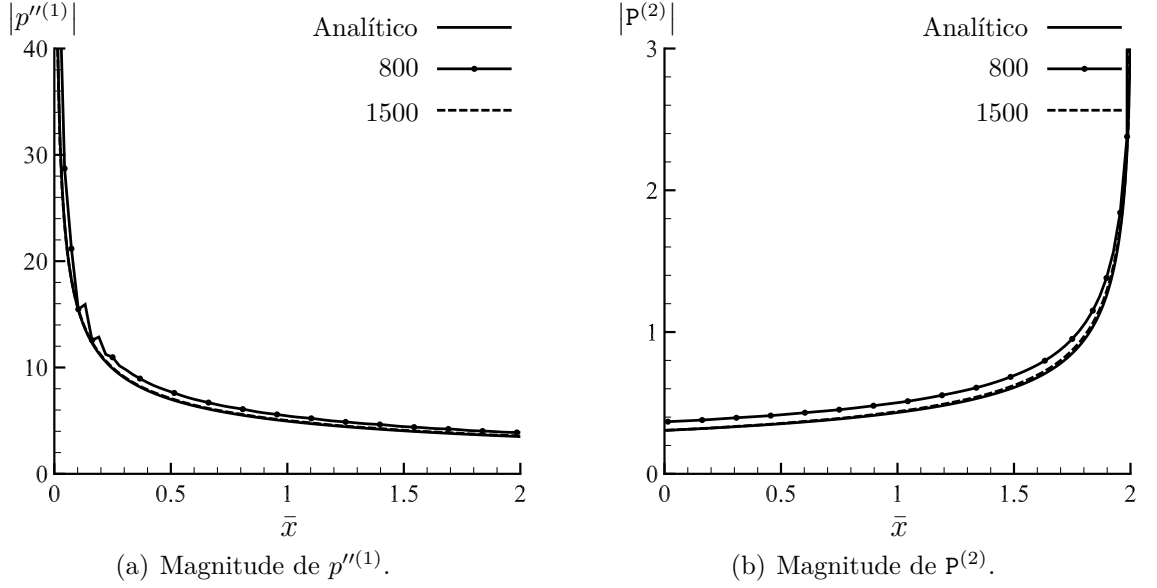 |p′′(1)|
40
30
20
10
0
0 0.5 1 1.5 2
x̄
Analítico
800
1500
(a) Magnitude de p′′(1).
|P(2)|
3
2
1
0
0 0.5 1 1.5 2
x̄
Analítico
800
1500
(b) Magnitude de P(2).